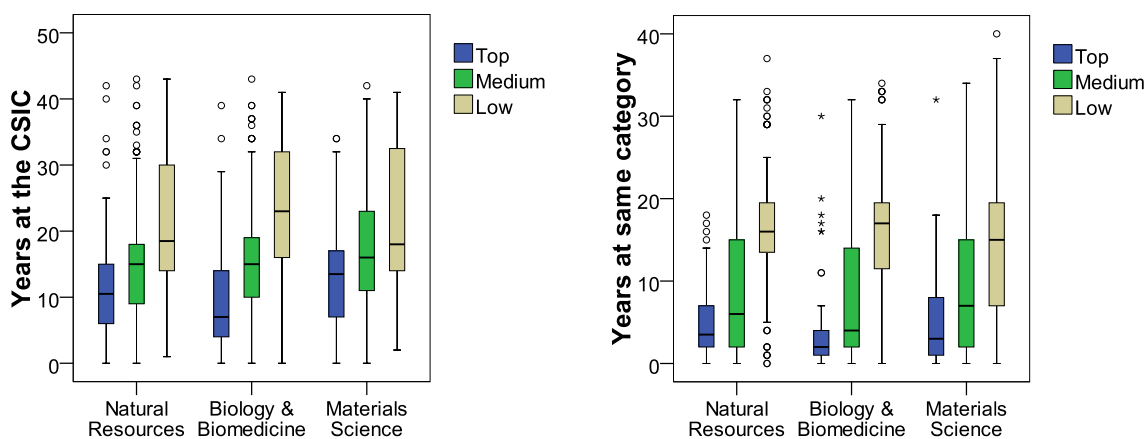 Years at the CSIC
50
40
30
20
10
0
Natural
Resources
Biology &
Biomedicine
Materials
Science
Top
Medium
Low
Years at same category
40
30
20
10
0
Natural
Resources
Biology &
Biomedicine
Materials
Science
Top
Medium
Low